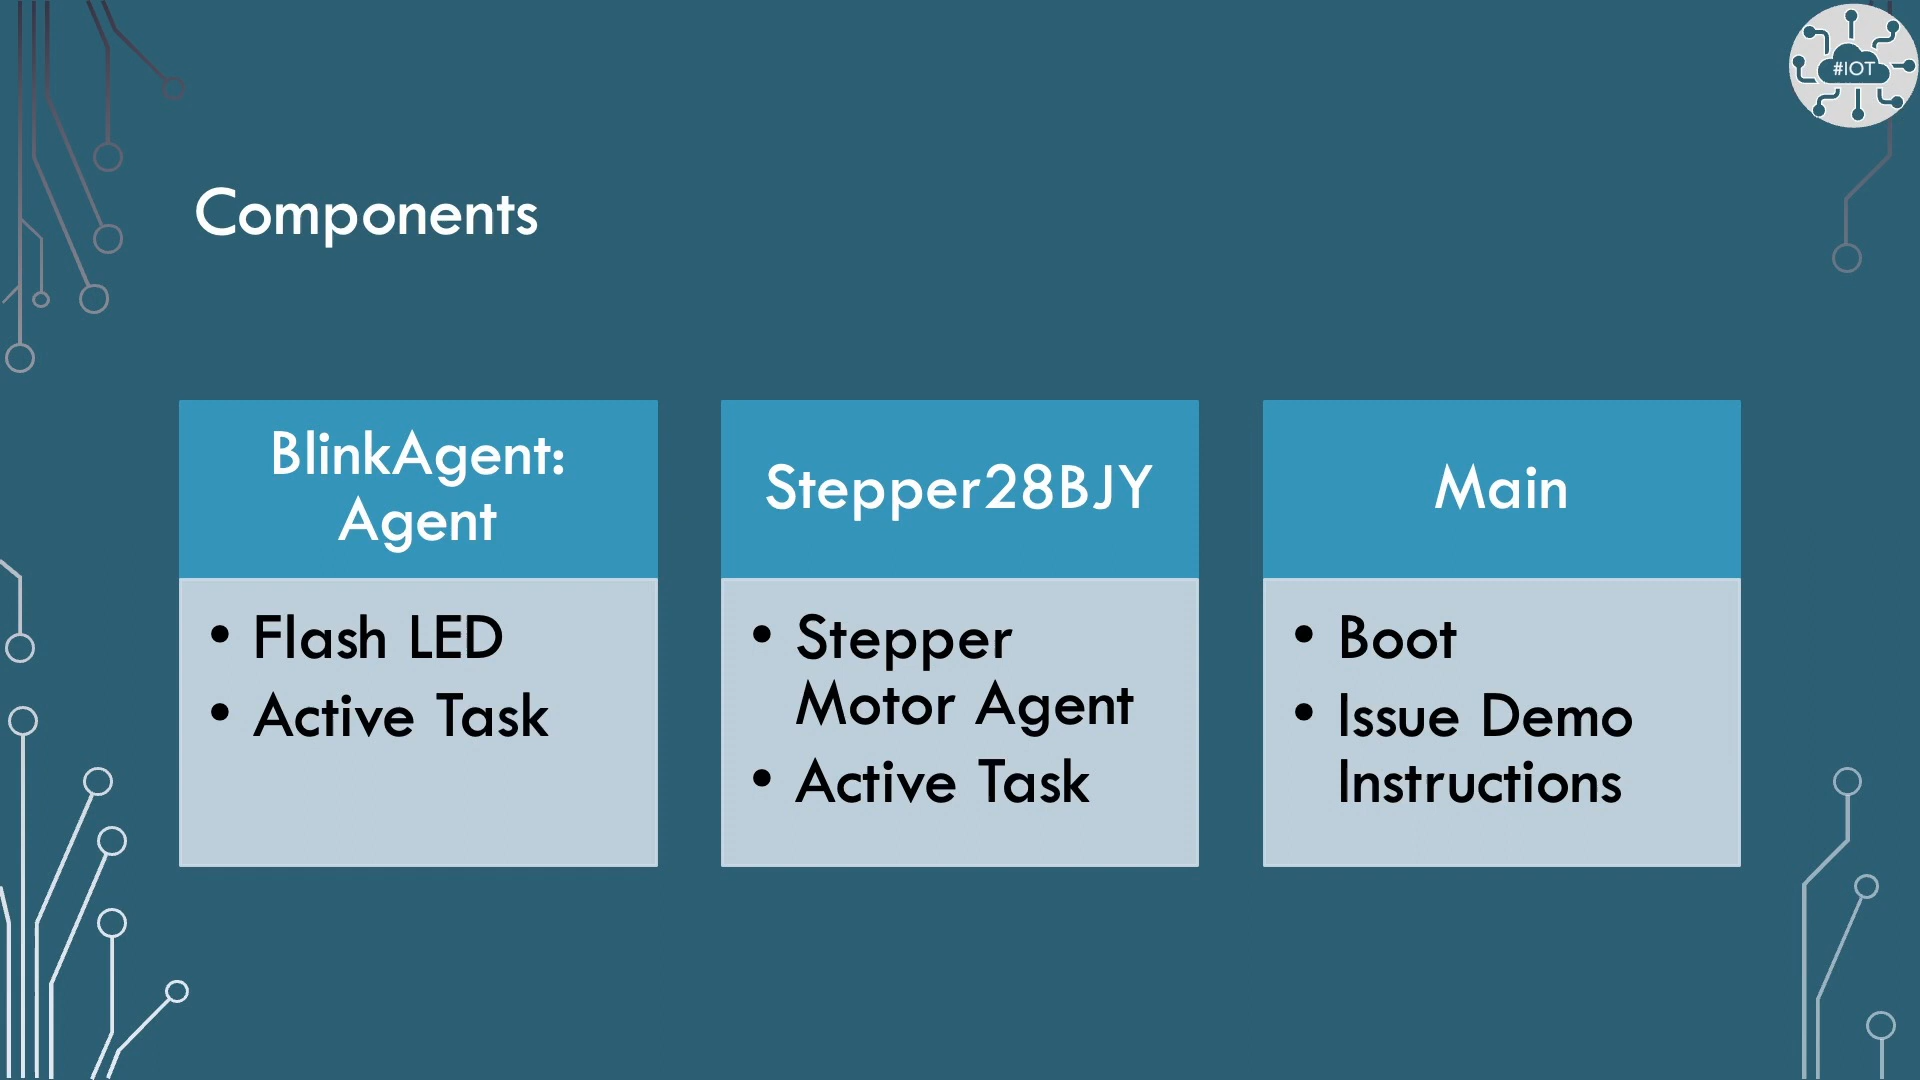 #IOT
Components
BlinkAgent:
Agent
• Flash LED
• Active Task
Stepper28BJY
• Stepper
Motor Agent
• Active Task
Main
• Boot
• Issue Demo
Instructions